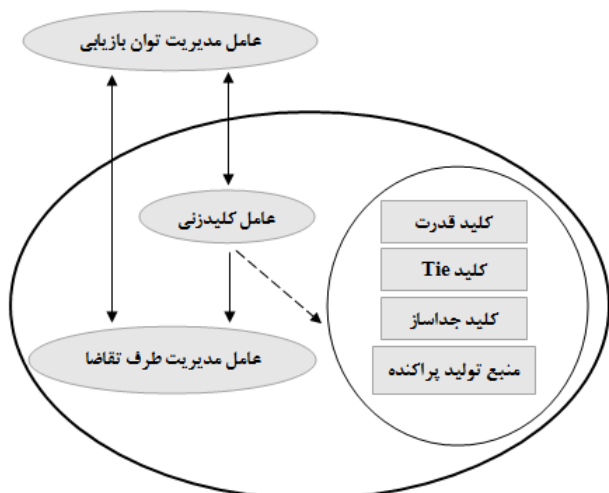 عامل مدیریت توان بازیابی
عامل کلیدزنی
کلید قدرت
کلید Tie
کلید جداساز
منبع تولید پراکنده
عامل مدیریت طرف تقاضا